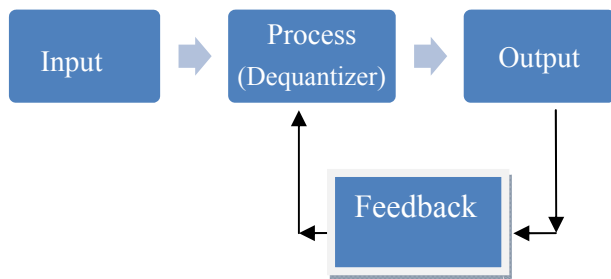 Input
Process
(Dequantizer)
Output
Feedback